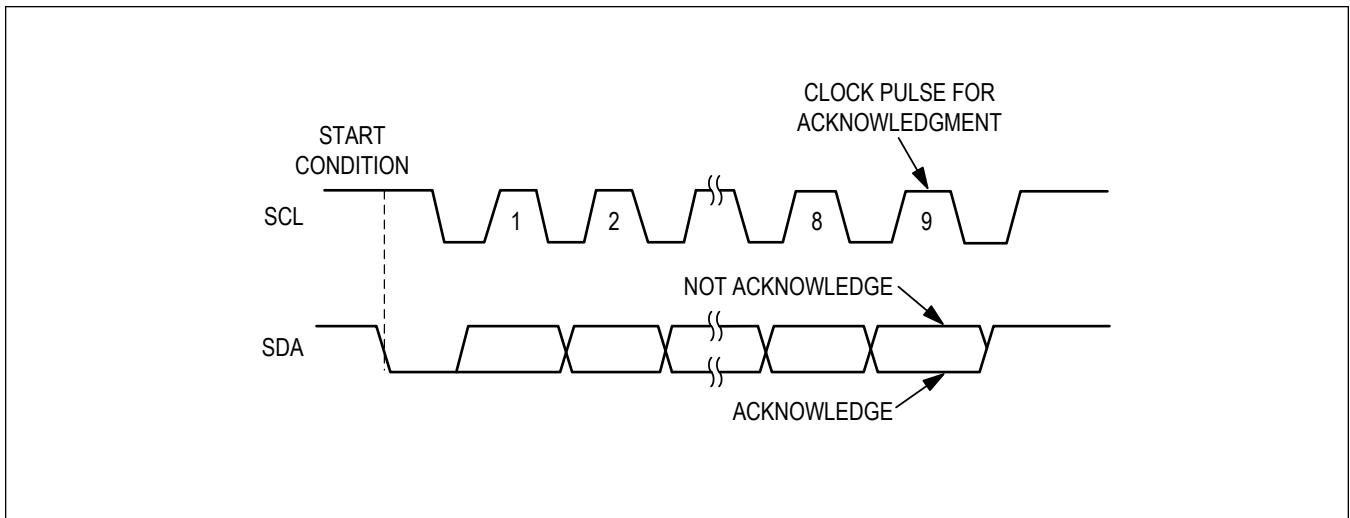 CLOCK PULSE FOR
ACKNOWLEDGMENT
START
CONDITION
SCL
1
2
8
9
NOT ACKNOWLEDGE
SDA
ACKNOWLEDGE